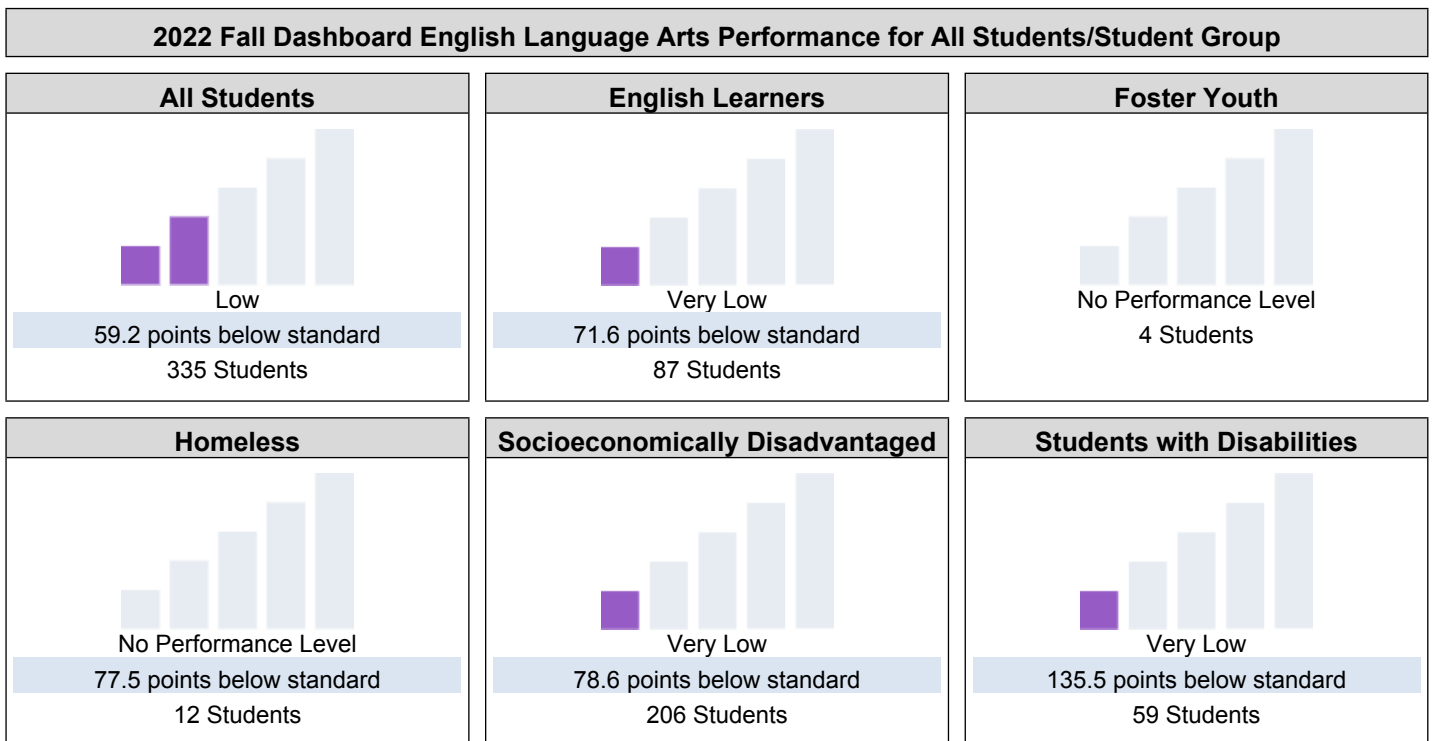 2022 Fall Dashboard English Language Arts Performance for All Students/Student Group
All Students
Low
59.2 points below standard
335 Students
English Learners
Very Low
71.6 points below standard
87 Students
Foster Youth
No Performance Level
4 Students
Homeless
No Performance Level
77.5 points below standard
12 Students
Socioeconomically Disadvantaged
Very Low
78.6 points below standard
206 Students
Students with Disabilities
Very Low
135.5 points below standard
59 Students